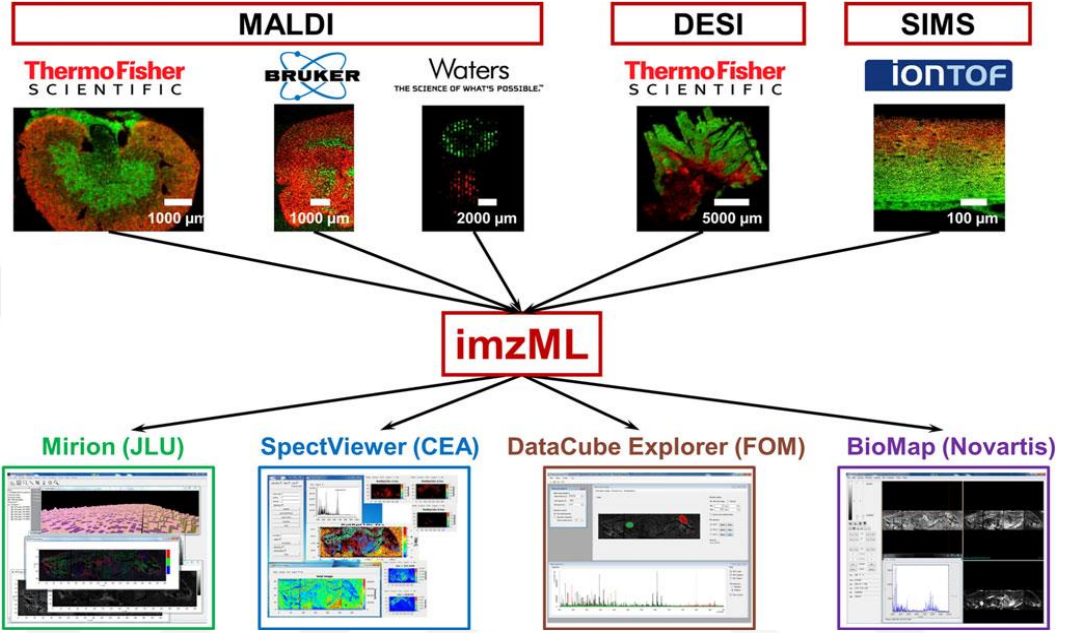 MALDI
DESI
SIMS
ThermoFisher
SCIENTIFIC
BRUKER
Waters
THE SCIENCE OF WHAT'S POSSIBLE.™
ThermoFisher
SCIENTIFIC
ionTOF
1000 µm
1000 µm
2000 µm
5000 µm
100 µm
imzML
Mirion (JLU)
SpectViewer (CEA)
DataCube Explorer (FOM)
BioMap (Novartis)